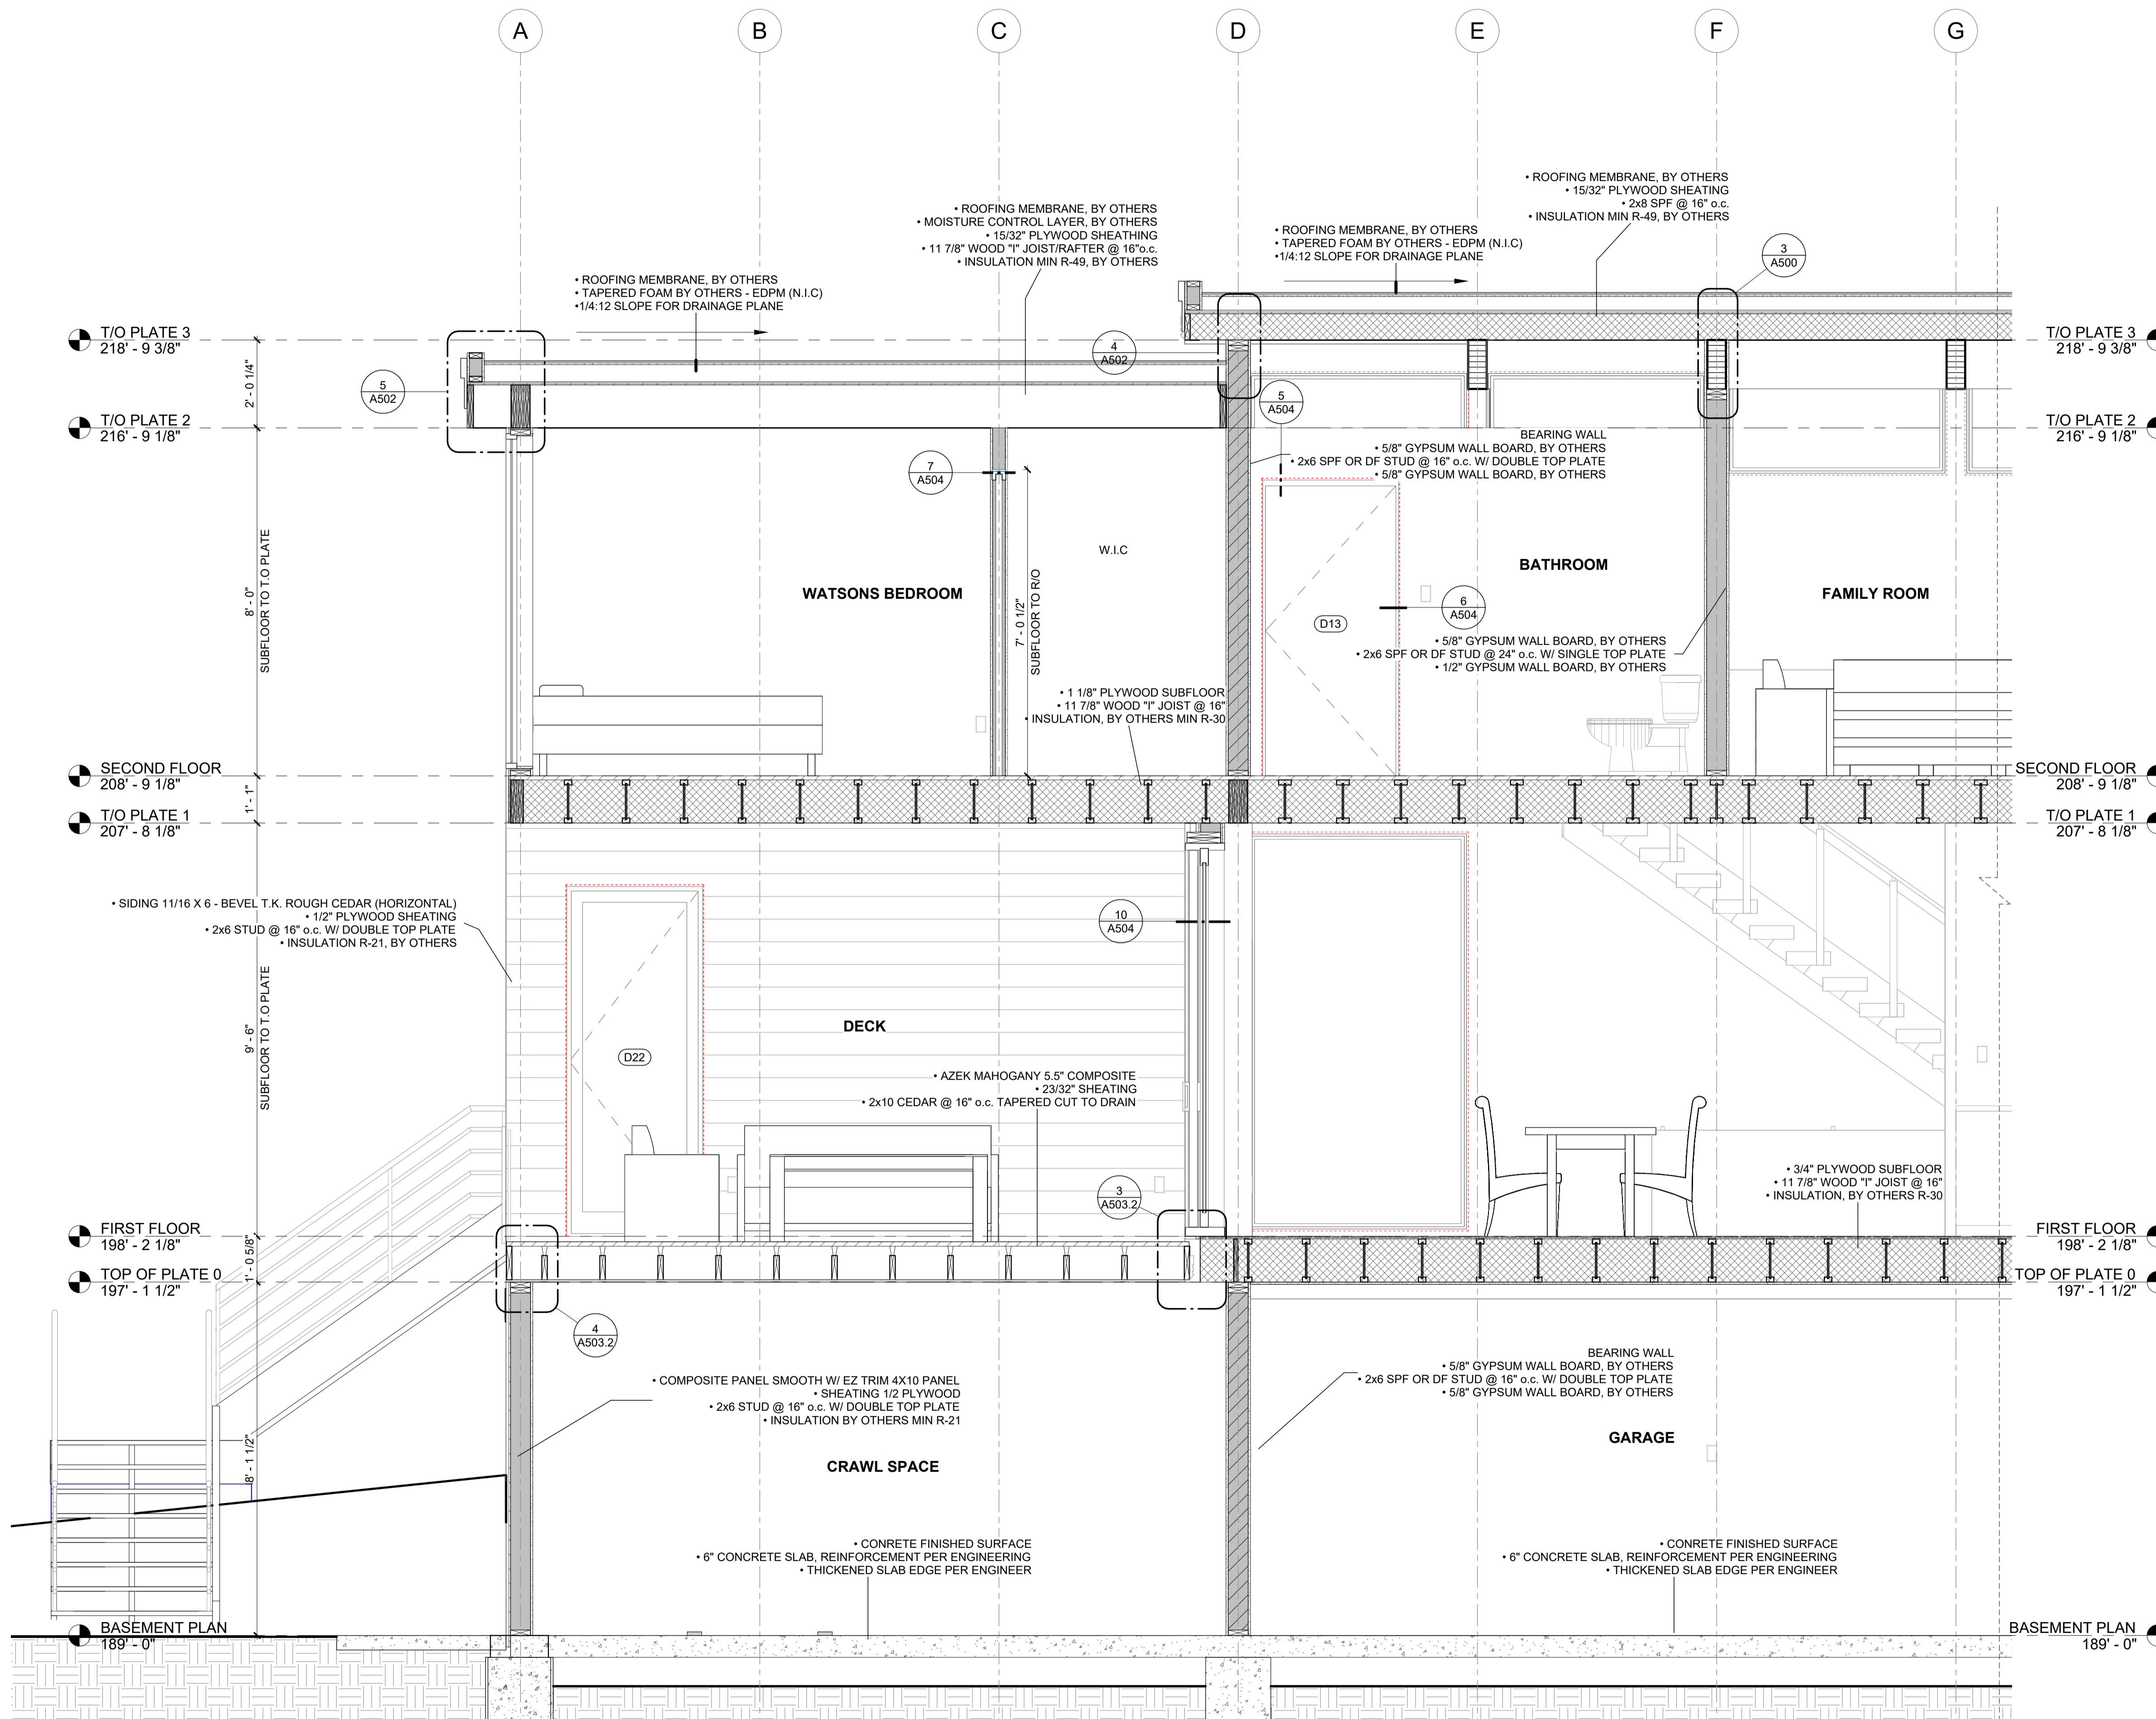 A
B
C
D
E
F
G
• ROOFING MEMBRANE, BY OTHERS
• 15/32" PLYWOOD SHEATING
• 2x8 SPF @ 16" o.c.
• INSULATION MIN R-49, BY OTHERS
• ROOFING MEMBRANE, BY OTHERS
• MOISTURE CONTROL LAYER, BY OTHERS
• 15/32" PLYWOOD SHEATHING
• 11 7/8" WOOD "I" JOIST/RAFTER @ 16"o.c.
• INSULATION MIN R-49, BY OTHERS
• ROOFING MEMBRANE, BY OTHERS
• TAPERED FOAM BY OTHERS - EDPM (N.I.C)
•1/4:12 SLOPE FOR DRAINAGE PLANE
3
A500
• ROOFING MEMBRANE, BY OTHERS
• TAPERED FOAM BY OTHERS - EDPM (N.I.C)
•1/4:12 SLOPE FOR DRAINAGE PLANE
T/O PLATE 3
218' - 9 3/8"
T/O PLATE 3
218' - 9 3/8"
4
A502
5
A502
5
A504
2' - 0 1/4"
T/O PLATE 2
216' - 9 1/8"
T/O PLATE 2
216' - 9 1/8"
BEARING WALL
• 5/8" GYPSUM WALL BOARD, BY OTHERS
• 2x6 SPF OR DF STUD @ 16" o.c. W/ DOUBLE TOP PLATE
• 5/8" GYPSUM WALL BOARD, BY OTHERS
7
A504
8' - 0"
SUBFLOOR TO T.O PLATE
W.I.C
WATSONS BEDROOM
BATHROOM
FAMILY ROOM
7' - 0 1/2"
SUBFLOOR TO R/O
6
A504
D13
• 5/8" GYPSUM WALL BOARD, BY OTHERS
• 2x6 SPF OR DF STUD @ 24" o.c. W/ SINGLE TOP PLATE
• 1/2" GYPSUM WALL BOARD, BY OTHERS
• 1 1/8" PLYWOOD SUBFLOOR
• 11 7/8" WOOD "I" JOIST @ 16"
• INSULATION, BY OTHERS MIN R-30
SECOND FLOOR
208' - 9 1/8"
SECOND FLOOR
208' - 9 1/8"
1' - 1"
T/O PLATE 1
207' - 8 1/8"
T/O PLATE 1
207' - 8 1/8"
• SIDING 11/16 X 6 - BEVEL T.K. ROUGH CEDAR (HORIZONTAL)
• 1/2" PLYWOOD SHEATING
• 2x6 STUD @ 16" o.c. W/ DOUBLE TOP PLATE
• INSULATION R-21, BY OTHERS
10
A504
9' - 6"
SUBFLOOR TO T.O PLATE
DECK
D22
• AZEK MAHOGANY 5.5" COMPOSITE
• 23/32" SHEATING
• 2x10 CEDAR @ 16" o.c. TAPERED CUT TO DRAIN
3
A503.2
• 3/4" PLYWOOD SUBFLOOR
• 11 7/8" WOOD "I" JOIST @ 16"
• INSULATION, BY OTHERS R-30
FIRST FLOOR
198' - 2 1/8"
FIRST FLOOR
198' - 2 1/8"
1' - 0 5/8"
TOP OF PLATE 0
197' - 1 1/2"
TOP OF PLATE 0
197' - 1 1/2"
4
A503.2
BEARING WALL
• 5/8" GYPSUM WALL BOARD, BY OTHERS
• 2x6 SPF OR DF STUD @ 16" o.c. W/ DOUBLE TOP PLATE
• 5/8" GYPSUM WALL BOARD, BY OTHERS
• COMPOSITE PANEL SMOOTH W/ EZ TRIM 4X10 PANEL
• SHEATING 1/2 PLYWOOD
• 2x6 STUD @ 16" o.c. W/ DOUBLE TOP PLATE
• INSULATION BY OTHERS MIN R-21
8' - 1 1/2"
GARAGE
CRAWL SPACE
• CONRETE FINISHED SURFACE
• 6" CONCRETE SLAB, REINFORCEMENT PER ENGINEERING
• THICKENED SLAB EDGE PER ENGINEER
• CONRETE FINISHED SURFACE
• 6" CONCRETE SLAB, REINFORCEMENT PER ENGINEERING
• THICKENED SLAB EDGE PER ENGINEER
BASEMENT PLAN
189' - 0"
BASEMENT PLAN
189' - 0"